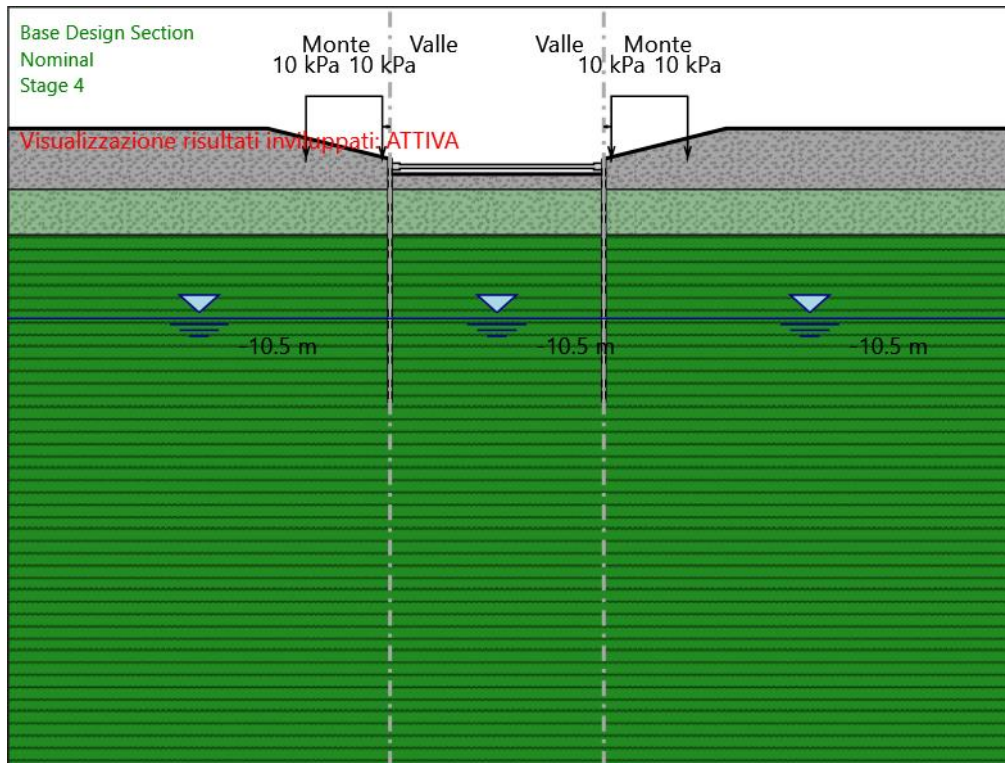 Base Design Section
Nominal
Stage 4
Monte Valle Valle Monte
10 kPa 10 kPa 10 kPa 10 kPa
Visualizzazione risultati inviluppati: ATTIVA
-10.5 m -10.5 m -10.5 m